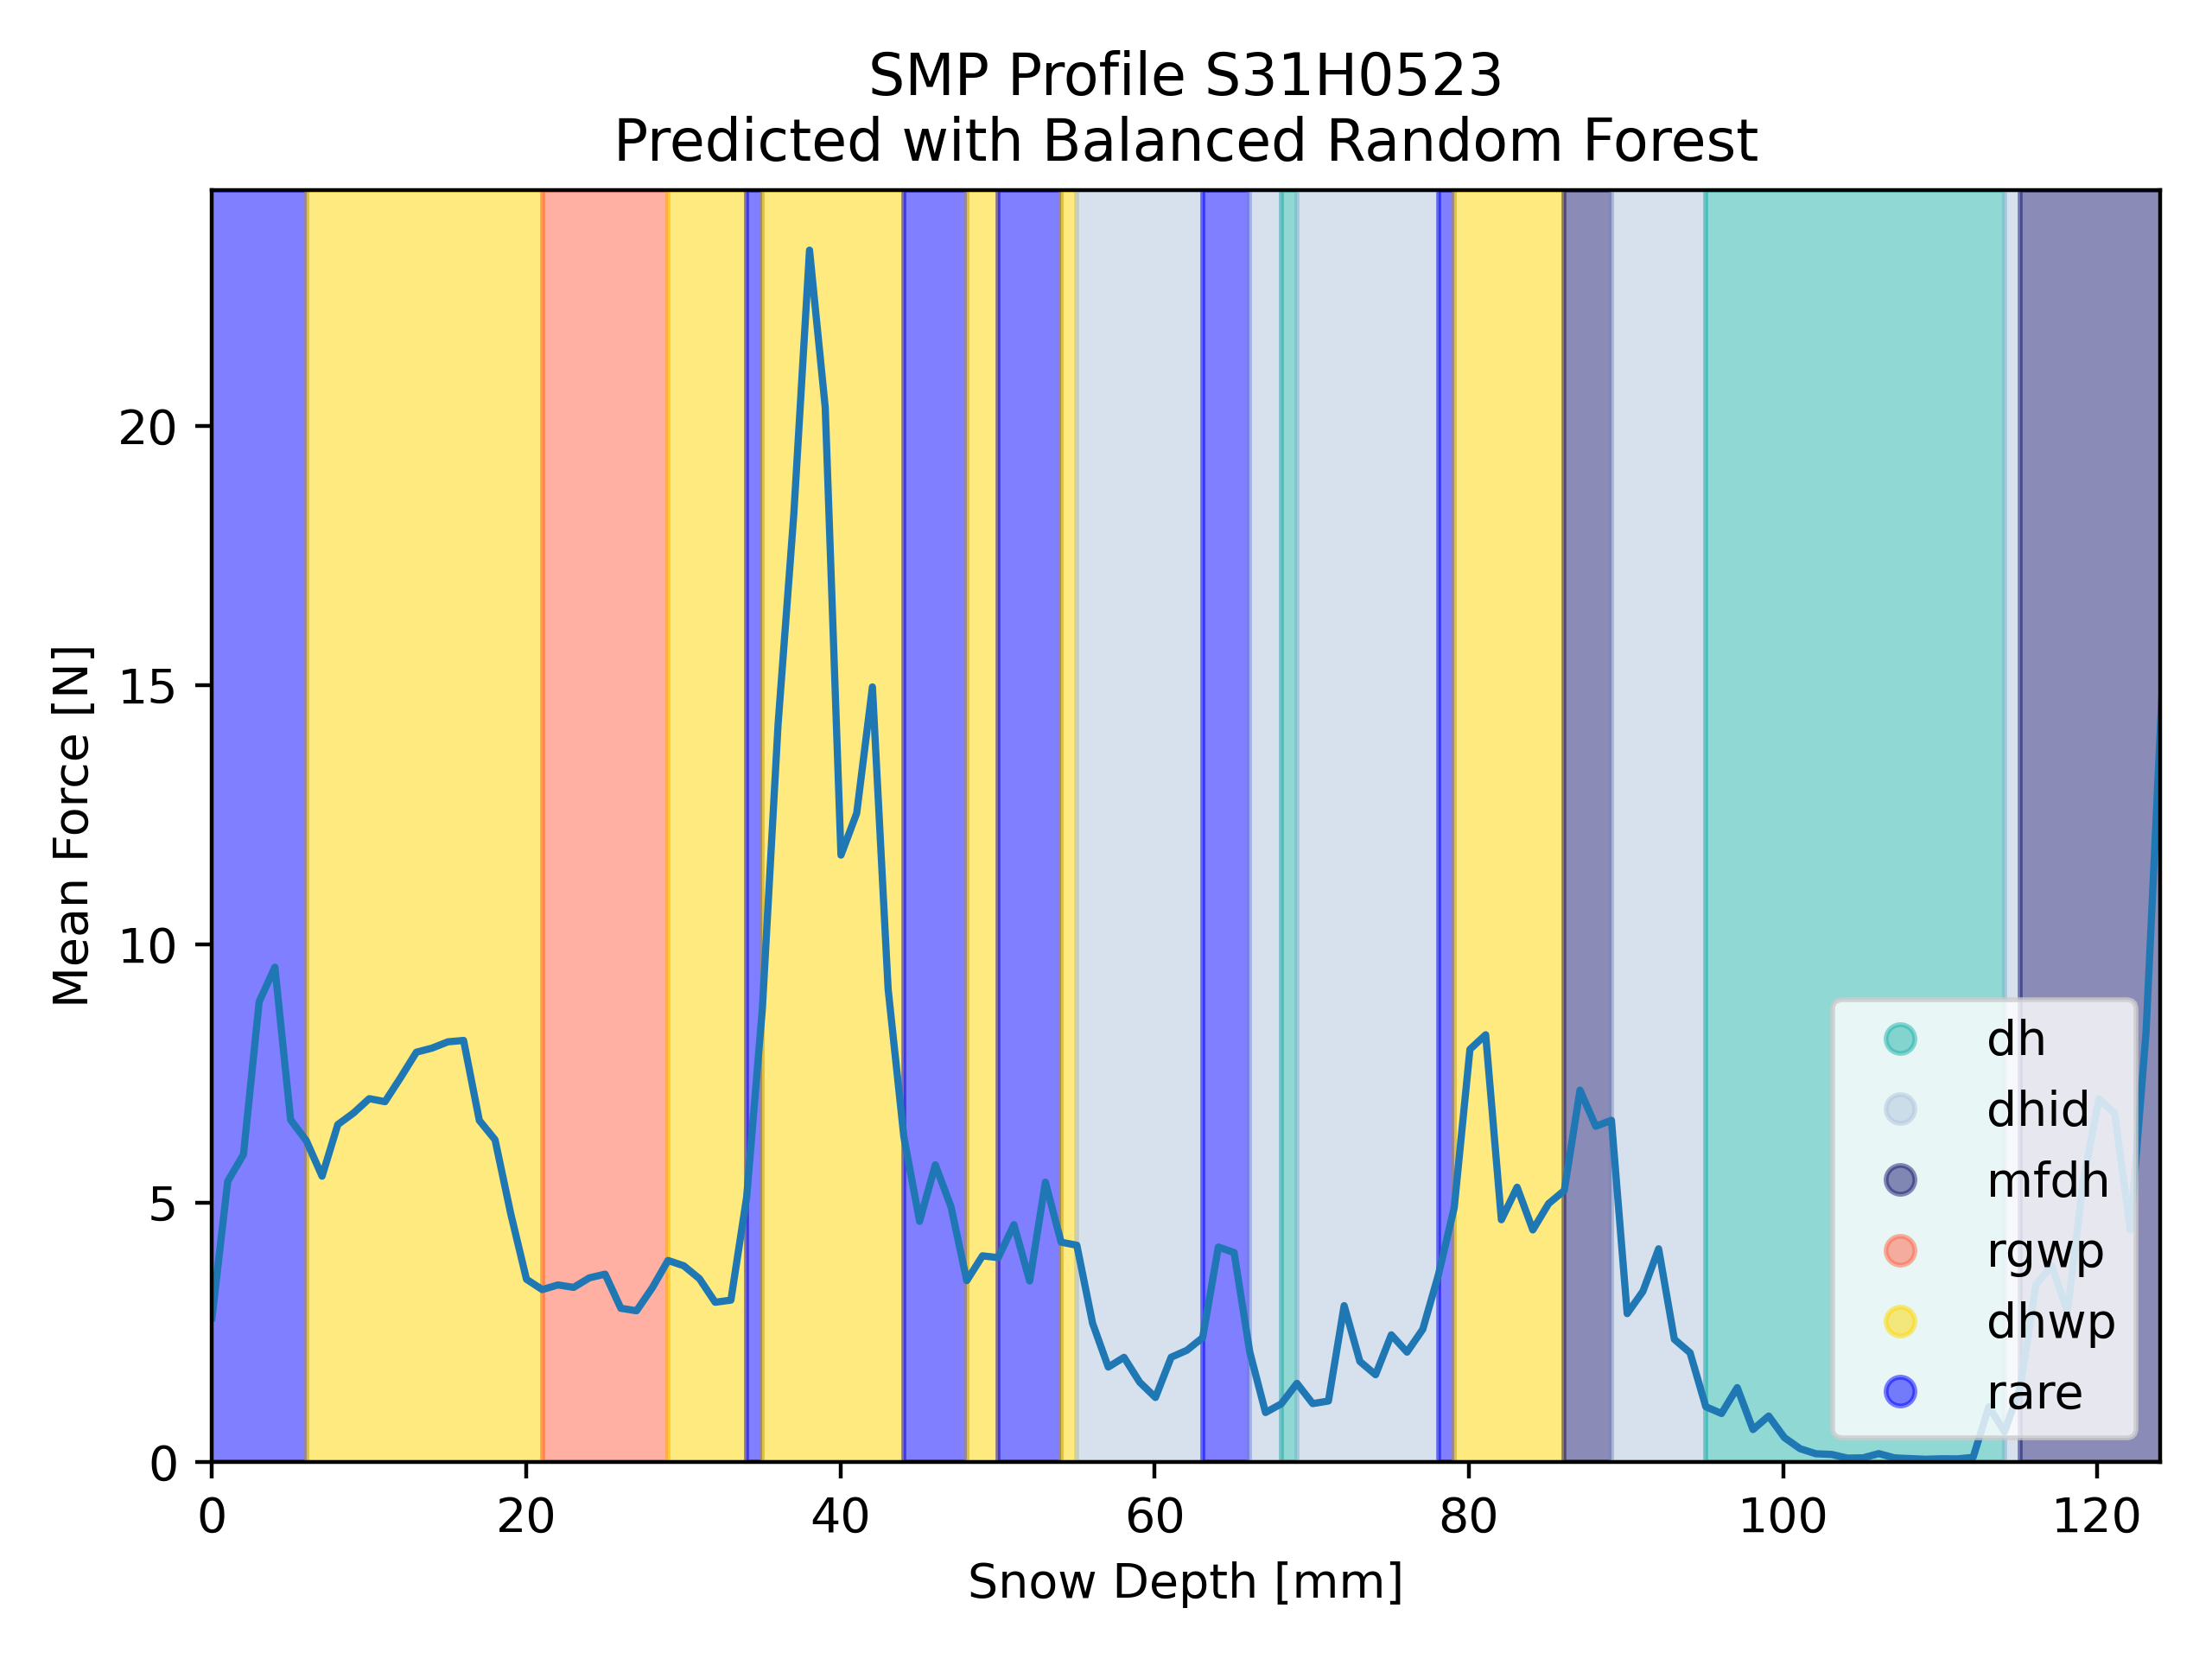 SMP Profile S31H0523
Predicted with Balanced Random Forest
Mean Force [N]
20
15
10
5
0
dh
dhid
mfdh
rgwp
dhwp
rare
0 20 40 60 80 100 120
Snow Depth [mm]